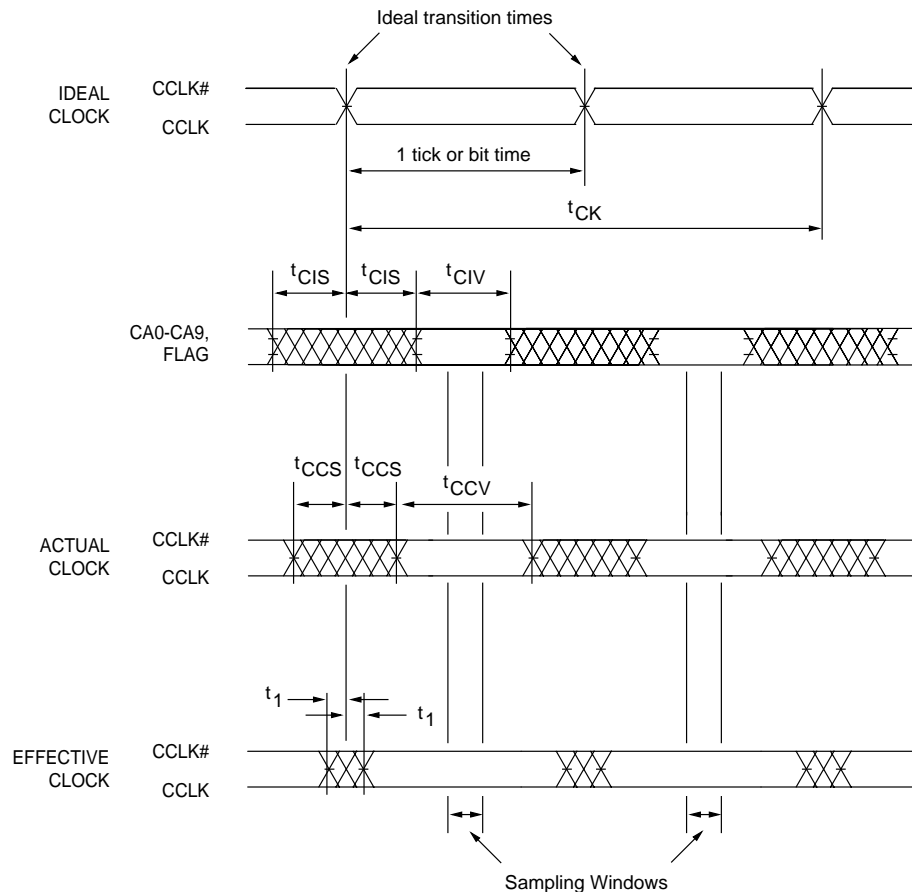 Ideal transition times
CCLK#
IDEAL
CLOCK
CCLK
1 tick or bit time
tCK
tCIS tCIS tCIV
CA0-CA9,
FLAG
tCCS tCCS tCCV
CCLK#
ACTUAL
CLOCK
CCLK
t1
t1
CCLK#
EFFECTIVE
CLOCK
CCLK
Sampling Windows